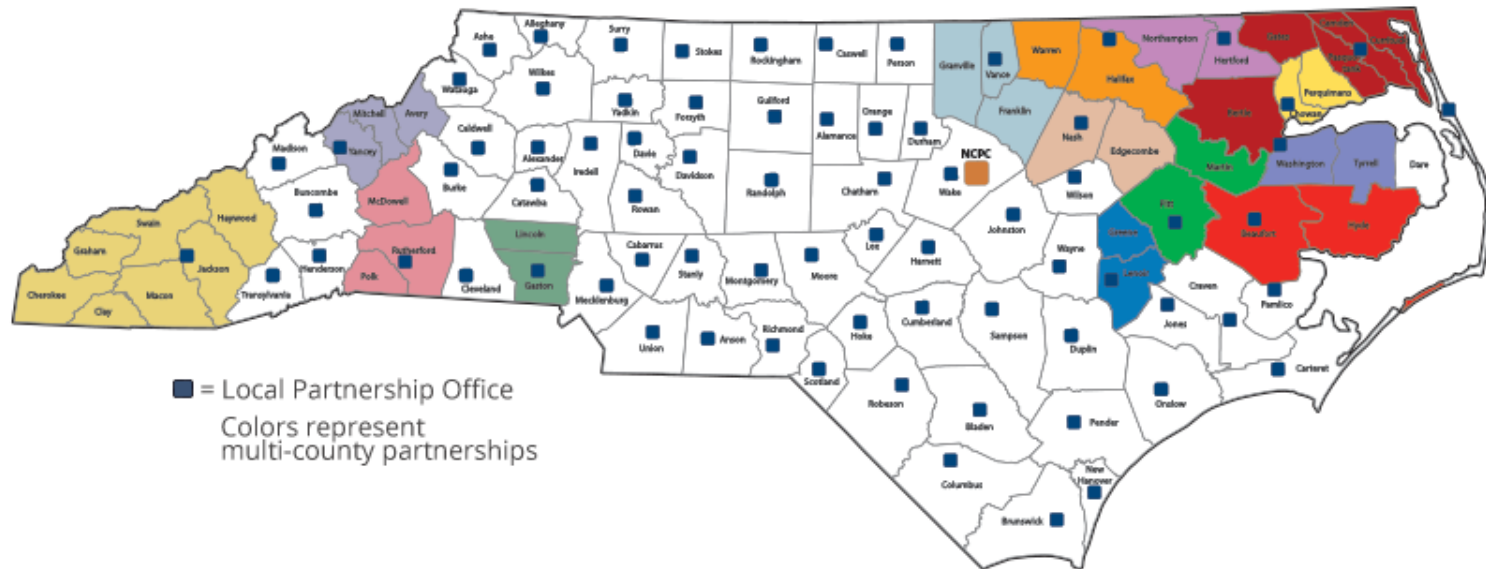 Alleghany
Ashe
Surry
Stokes
Rockingham
Caswell
Person
Granville
Vance
Warren
Northampton
Hertford
Halifax
Gates
Camden
Watauga
Wilkes
Yadkin
Forsyth
Guilford
Alamance
Orange
Durham
Franklin
Nash
Edgecombe
Bertie
Perquimans
Chowan
Mitchell
Avery
Yancey
Madison
Caldwell
Alexander
Iredell
Davie
Davidson
Randolph
Chatham
Wake
NCPC
Wilson
Martin
Washington
Tyrrell
Dare
Buncombe
McDowell
Burke
Catawba
Rowan
Johnston
Pitt
Beaufort
Hyde
Swain
Haywood
Graham
Jackson
Cherokee
Macon
Clay
Transylvania
Henderson
Rutherford
Polk
Cleveland
Lincoln
Gaston
Mecklenburg
Cabarrus
Stanly
Montgomery
Moore
Lee
Harnett
Wayne
Greene
Lenoir
Craven
Pamlico
Jones
Carteret
Union
Anson
Richmond
Scotland
Hoke
Cumberland
Sampson
Duplin
Onslow
Robeson
Bladen
Pender
Columbus
New
Hanover
Brunswick
= Local Partnership Office
Colors represent
multi-county partnerships